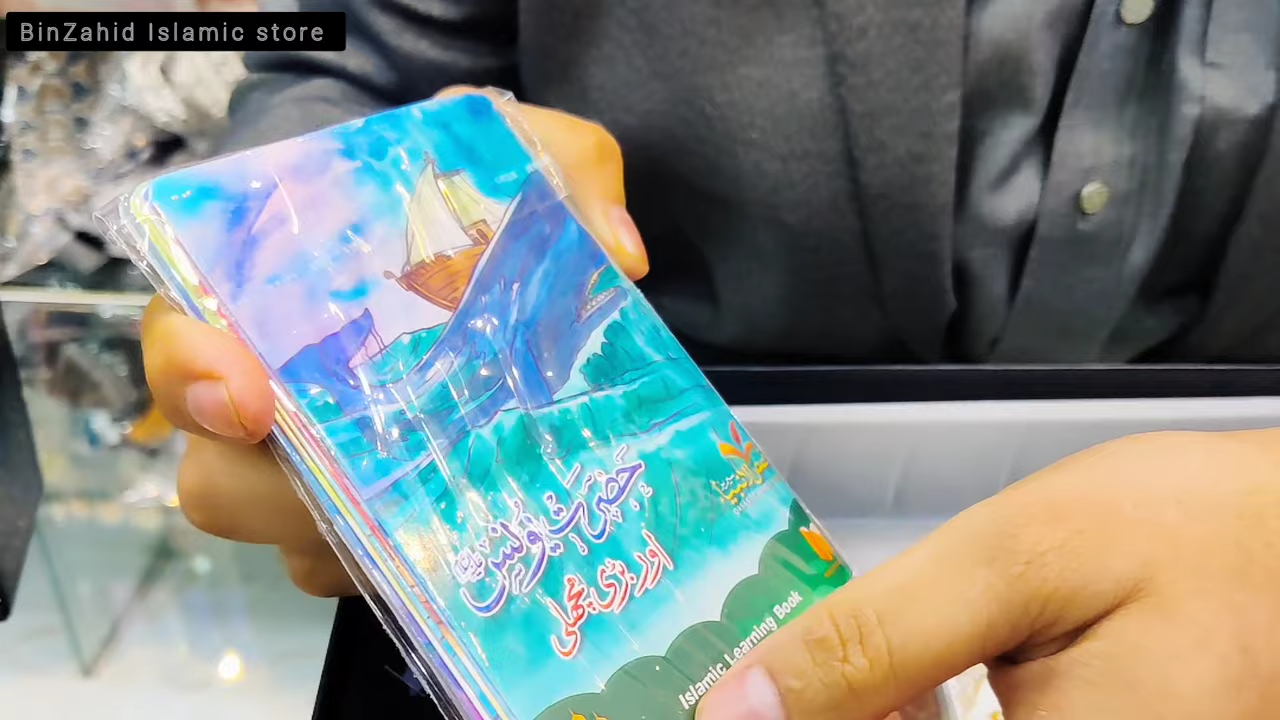 BinZahid Islamic store
حضرت یونس
اور بڑی مچھلی
Islamic Learning Book